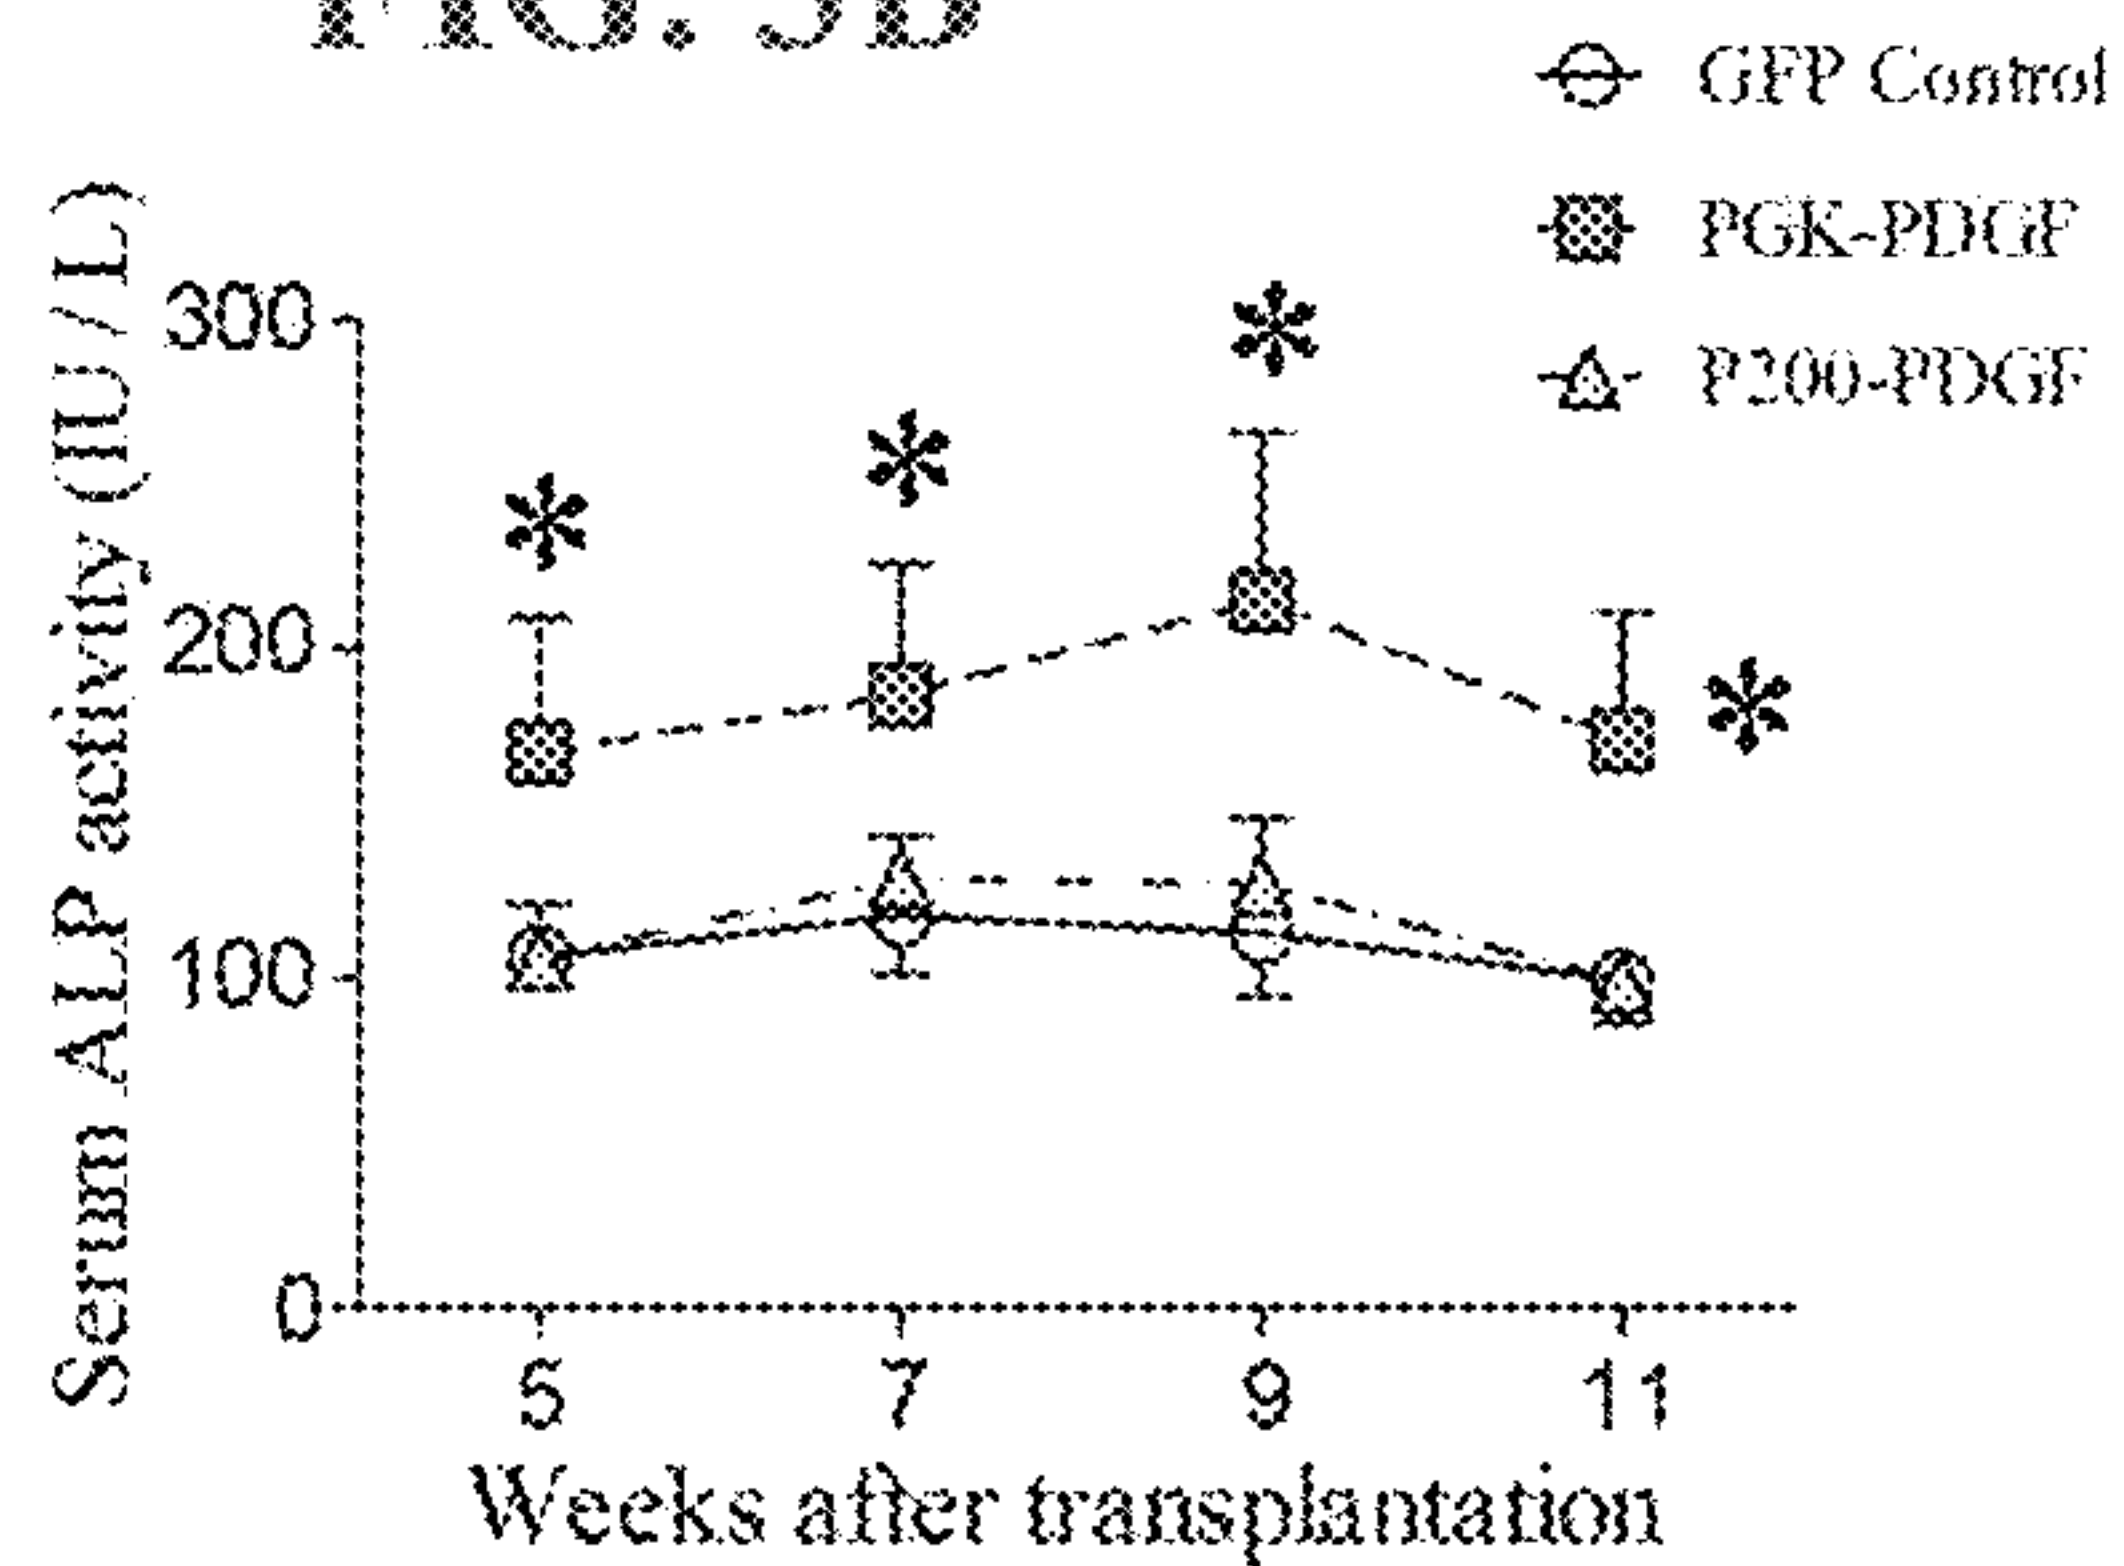 FIG. 5B
GFP Control
PGK-PDGF
P200-PDGF
Serum ALP activity (IU / L)
300
200
100
0
*
*
*
*
5 7 9 11
Weeks after transplantation